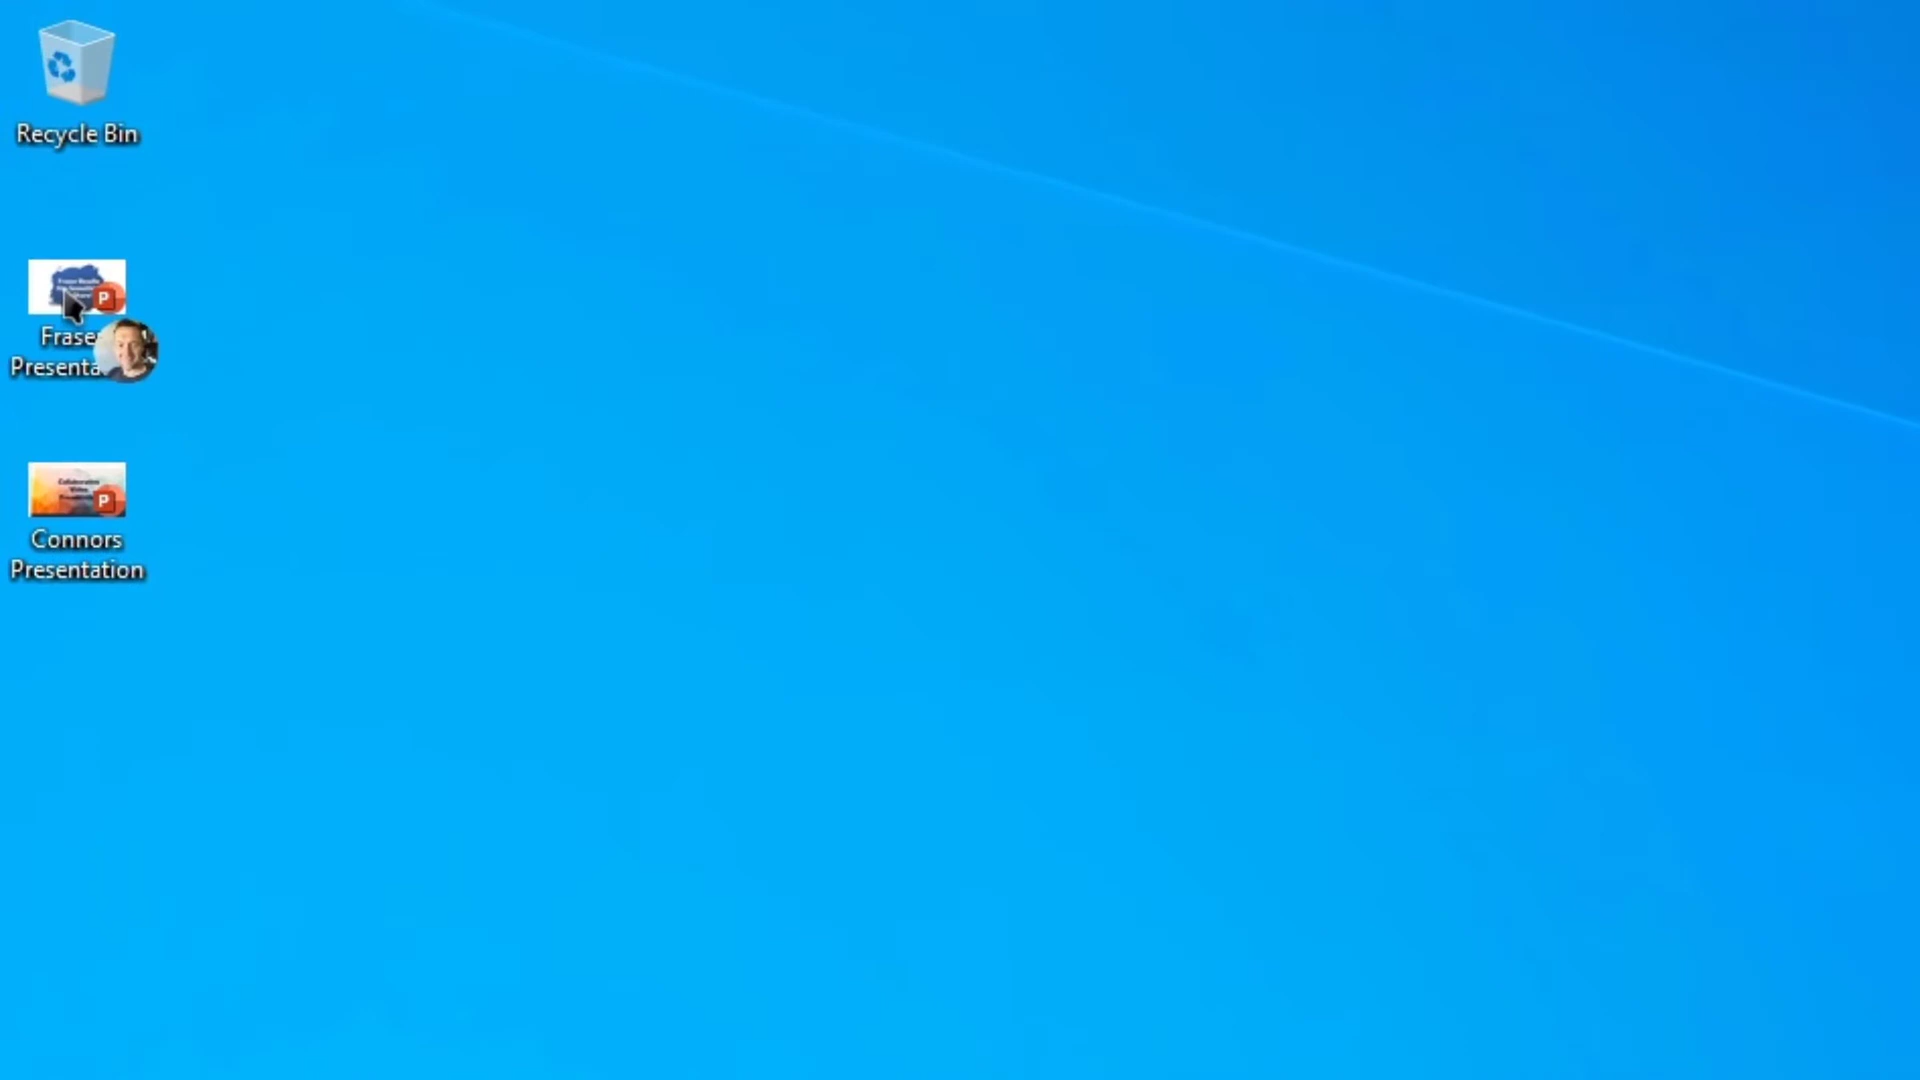 Recycle Bin
P
Frase
Presenta
P
Connors
Presentation